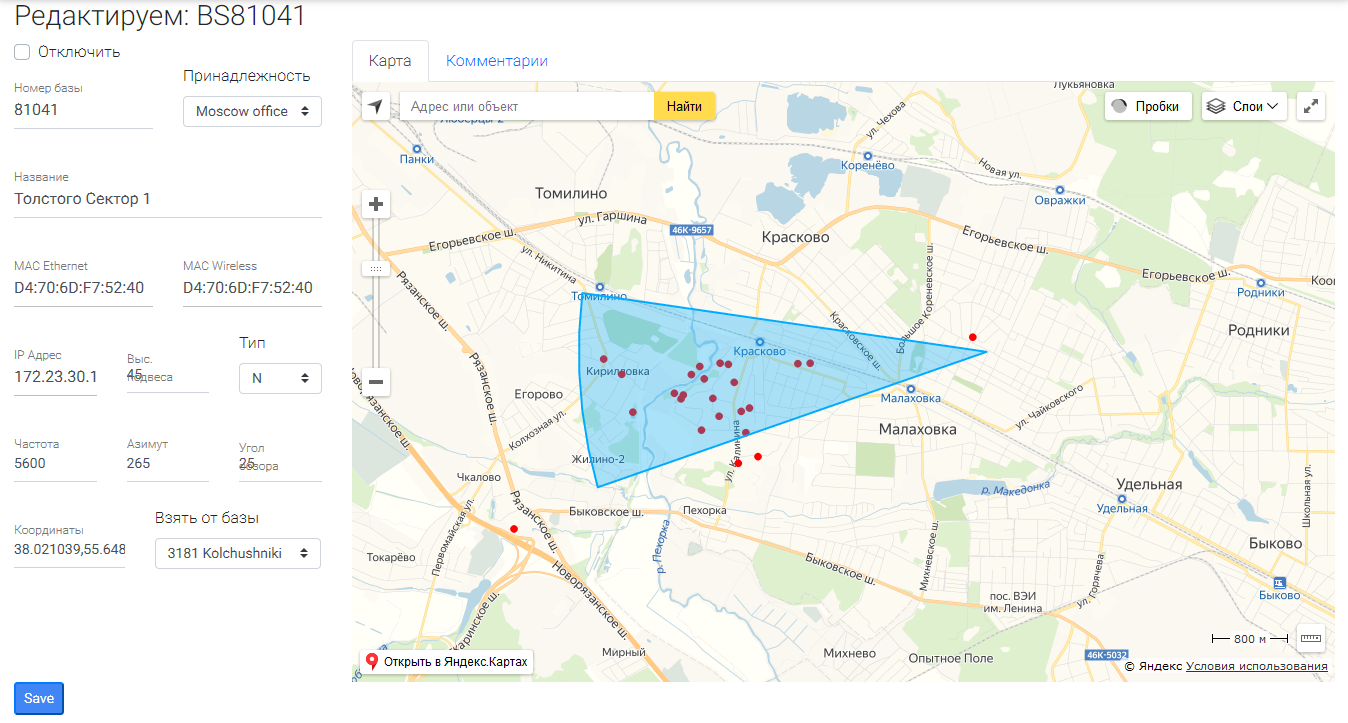 Редактируем: BS81041
Отключить
Номер базы
81041
Принадлежность
Moscow office
Название
Толстого Сектор 1
MAC Ethernet
D4:70:6D:F7:52:40
MAC Wireless
D4:70:6D:F7:52:40
IP Адрес
172.23.30.1
Выс. подвеса
45
Тип
N
Частота
5600
Азимут
265
Угол обзора
25
Координаты
38.021039,55.648
Взять от базы
3181 Kolchushniki
Save
Карта
Комментарии
Адрес или объект
Найти
Пробки
Слои
Лукьяновка
Люберцы-2
Панки
ул. Чехова
Коренёво
Новая ул.
Томилино
Овражки
ул. Гаршина
46К-9657
Красково
Егорьевское ш.
Егорьевское ш.
Егорьевское ш.
ул. Никитина
Рязанское ш.
Большое Кореневское ш.
Родники
Томилино
Красковское ш.
Родники
Красково
Кирилловка
Рязанское ш.
Егорово
Малаховка
Новорязанское ш.
Колхозная ул.
ул. Чайковского
Малаховка
ул. Калинина
Жилино-2
Чкалово
р. Македонка
Удельная
Удельная
Школьная ул.
Рязанское ш.
Быковское ш.
Пехорка
Первомайская ул.
р. Пехорка
Токарёво
Быковское ш.
Михневское ш.
ул. Горячева
Быково
Быково
Новорязанское ш.
пос. ВЭИ
им. Ленина
800 м
Мирный
Михнево
Опытное Поле
46К-5032
Открыть в Яндекс.Картах
© Яндекс Условия использования